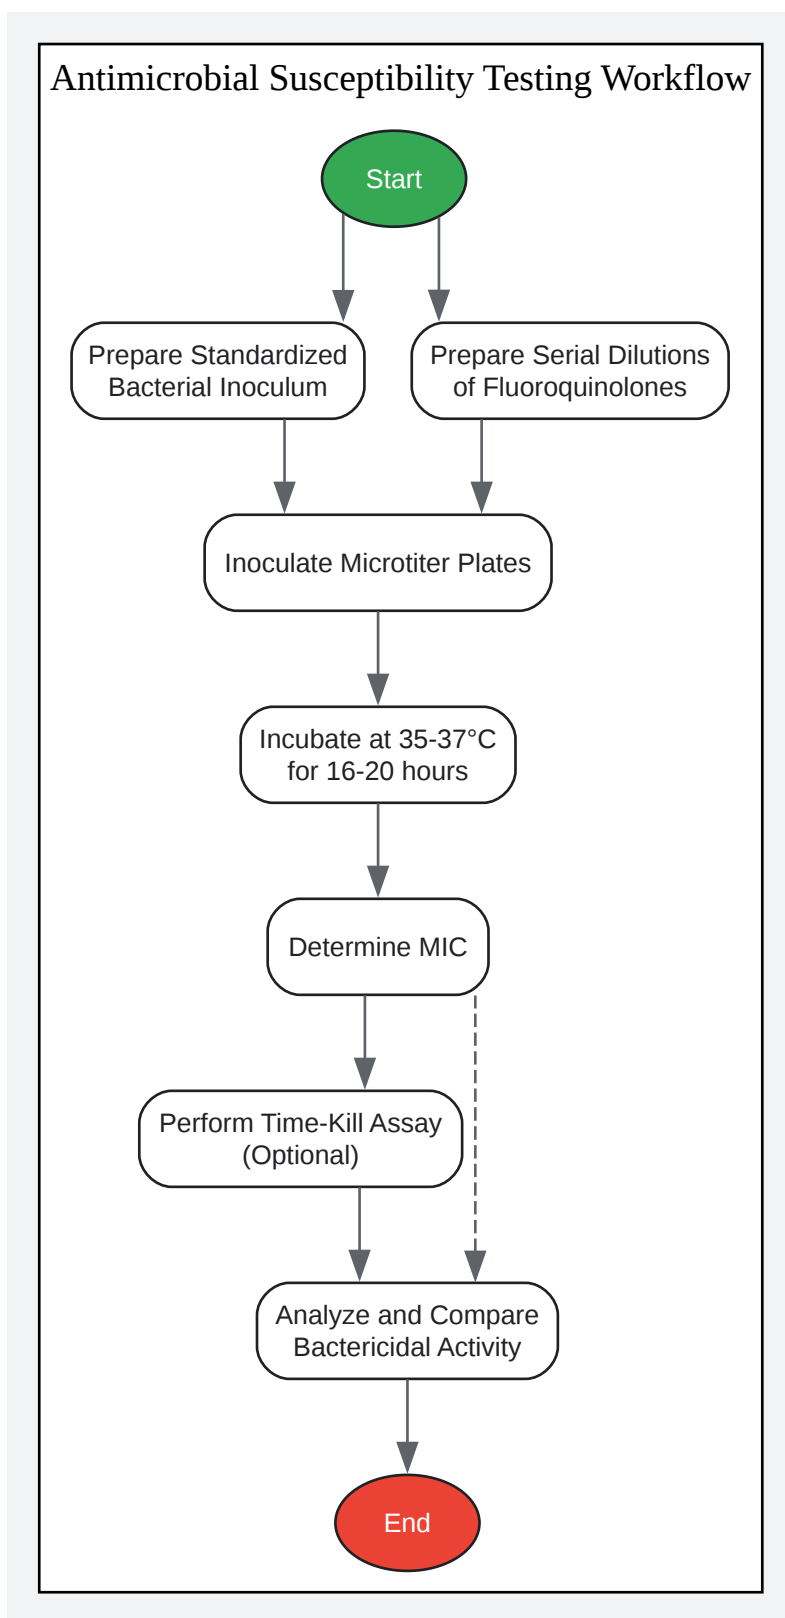 Antimicrobial Susceptibility Testing Workflow
Start
Prepare Standardized
Bacterial Inoculum
Prepare Serial Dilutions
of Fluoroquinolones
Inoculate Microtiter Plates
Incubate at 35-37°C
for 16-20 hours
Determine MIC
Perform Time-Kill Assay
(Optional)
Analyze and Compare
Bactericidal Activity
End